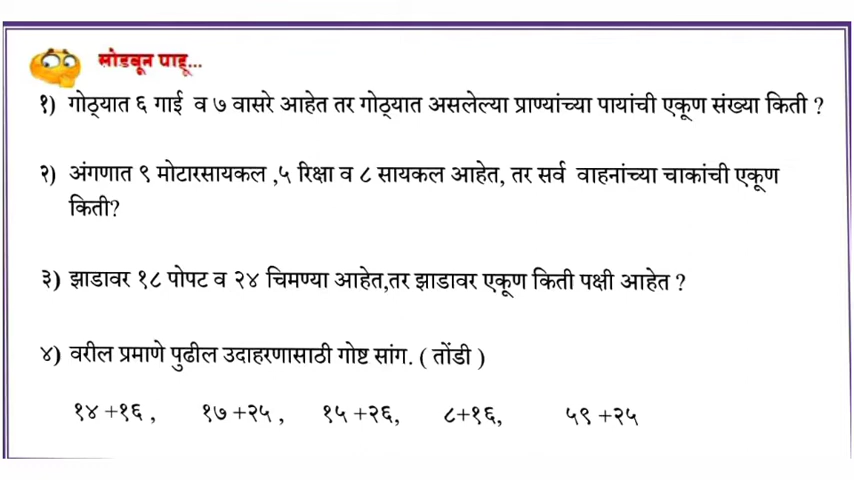 सोडवून पाहू...
१) गोठ्यात ६ गाई व ७ वासरे आहेत तर गोठ्यात असलेल्या प्राण्यांच्या पायांची एकूण संख्या किती ?
२) अंगणात ९ मोटारसायकल ,५ रिक्षा व ८ सायकल आहेत, तर सर्व वाहनांच्या चाकांची एकूण
किती?
३) झाडावर १८ पोपट व २४ चिमण्या आहेत,तर झाडावर एकूण किती पक्षी आहेत ?
४) वरील प्रमाणे पुढील उदाहरणासाठी गोष्ट सांग. ( तोंडी )
१४ +१६ , १७ +२५ , १५ +२६, ८+१६, ५९ +२५